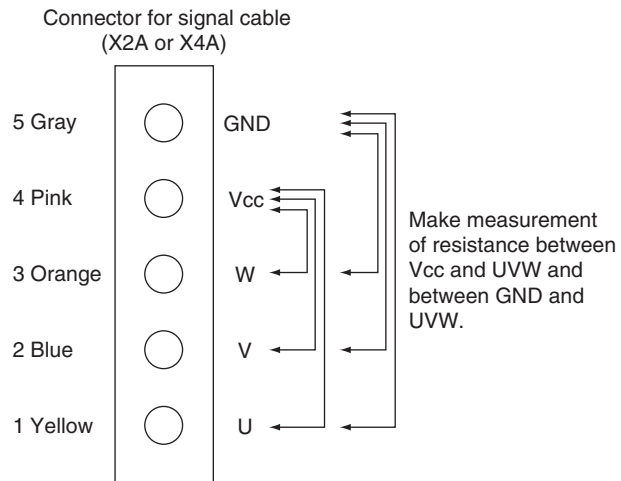 Connector for signal cable
(X2A or X4A)
5 Gray GND
4 Pink Vcc
3 Orange W
2 Blue V
1 Yellow U
Make measurement
of resistance between
Vcc and UVW and
between GND and
UVW.